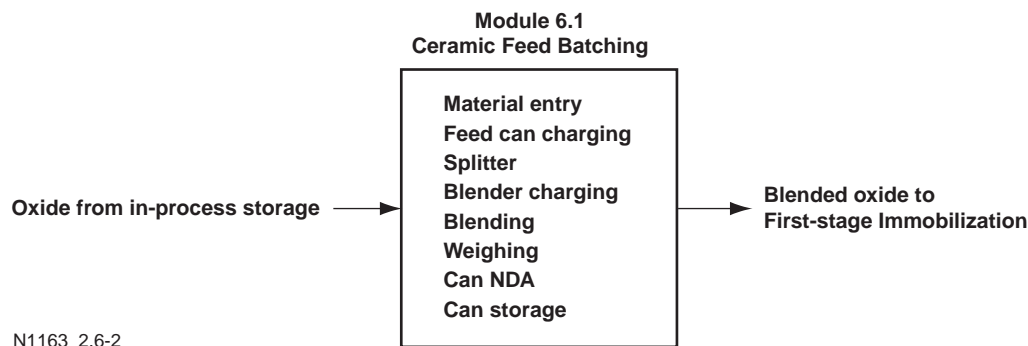 Module 6.1
Ceramic Feed Batching
Material entry
Feed can charging
Splitter
Blender charging
Blending
Weighing
Can NDA
Can storage
Oxide from in-process storage
Blended oxide to
First-stage Immobilization
N1163_2.6-2